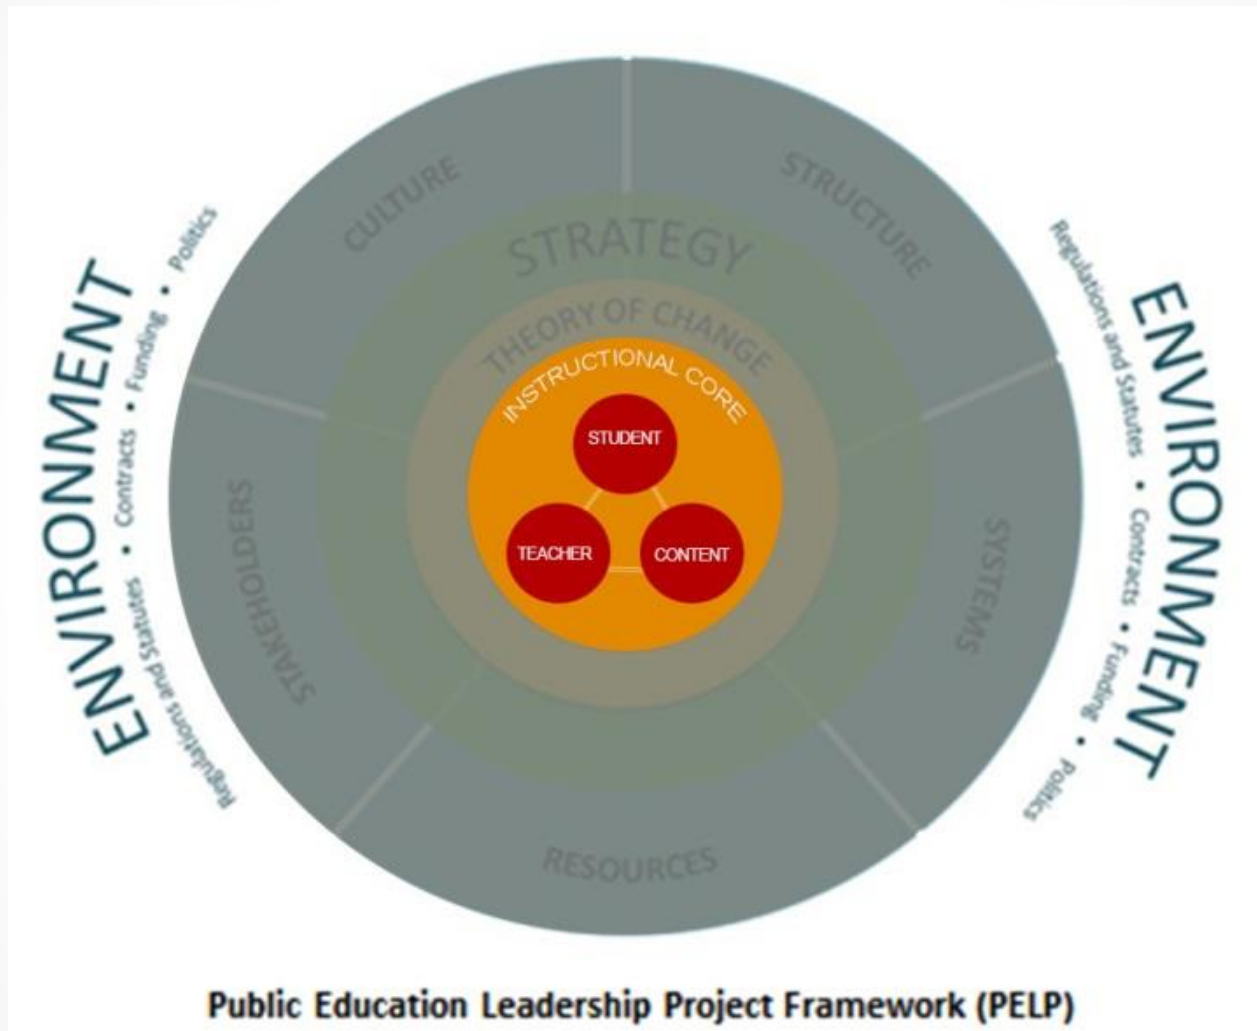 CULTURE
STRUCTURE
STRATEGY
THEORY OF CHANGE
INSTRUCTIONAL CORE
STUDENT
TEACHER
CONTENT
STAKEHOLDERS
SYSTEMS
RESOURCES
ENVIRONMENT
Regulations and Statutes • Contracts • Funding • Politics
ENVIRONMENT
Regulations and Statutes • Contracts • Funding • Politics
Public Education Leadership Project Framework (PELP)